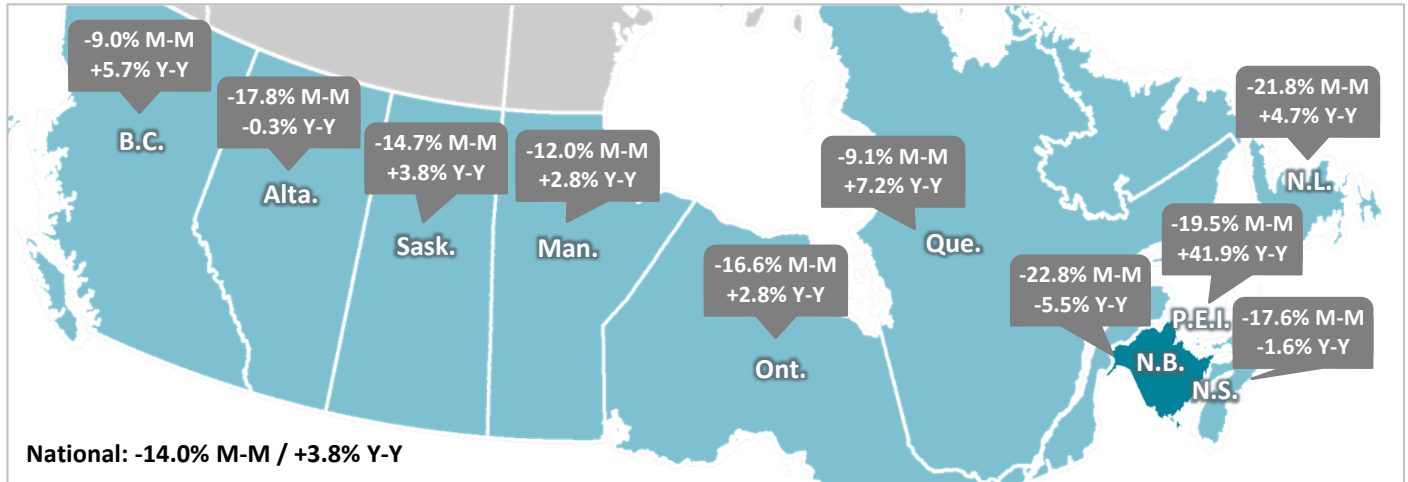 -9.0% M-M
+5.7% Y-Y
B.C.
-17.8% M-M
-0.3% Y-Y
Alta.
-14.7% M-M
+3.8% Y-Y
Sask.
-12.0% M-M
+2.8% Y-Y
Man.
-16.6% M-M
+2.8% Y-Y
Ont.
-9.1% M-M
+7.2% Y-Y
Que.
-21.8% M-M
+4.7% Y-Y
N.L.
-19.5% M-M
+41.9% Y-Y
P.E.I.
-22.8% M-M
-5.5% Y-Y
N.B.
-17.6% M-M
-1.6% Y-Y
N.S.
National: -14.0% M-M / +3.8% Y-Y